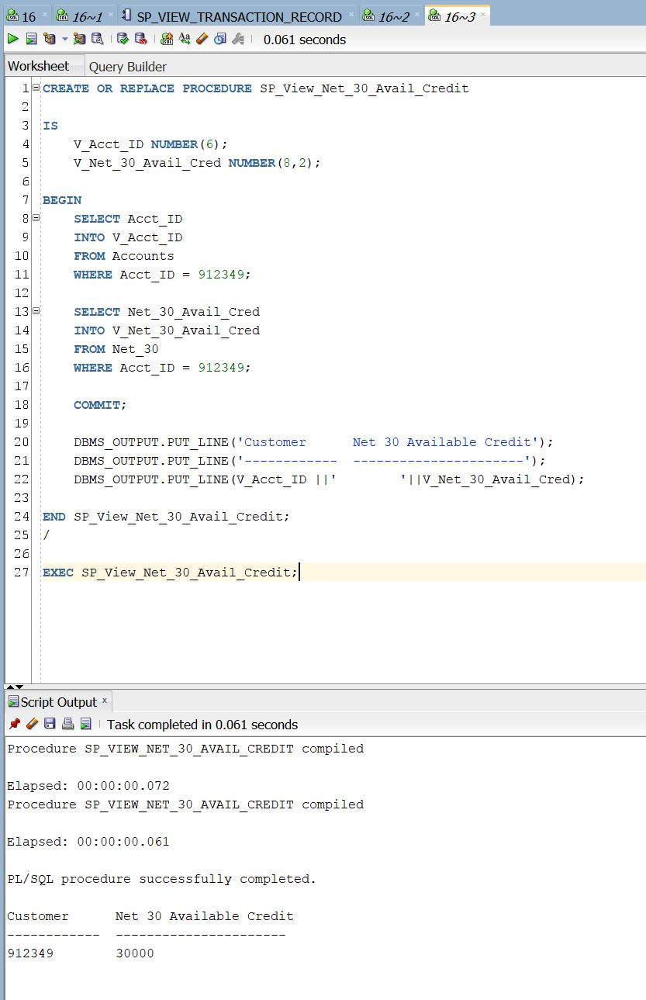 16 16~1 SP_VIEW_TRANSACTION_RECORD 16~2 16~3
0.061 seconds
Worksheet Query Builder
1 CREATE OR REPLACE PROCEDURE SP_View_Net_30_Avail_Credit
2
3 IS
4     V_Acct_ID NUMBER(6);
5     V_Net_30_Avail_Cred NUMBER(8,2);
6
7 BEGIN
8     SELECT Acct_ID
9     INTO V_Acct_ID
10     FROM Accounts
11     WHERE Acct_ID = 912349;
12
13     SELECT Net_30_Avail_Cred
14     INTO V_Net_30_Avail_Cred
15     FROM Net_30
16     WHERE Acct_ID = 912349;
17
18     COMMIT;
19
20     DBMS_OUTPUT.PUT_LINE('Customer      Net 30 Available Credit');
21     DBMS_OUTPUT.PUT_LINE('------------  ----------------------');
22     DBMS_OUTPUT.PUT_LINE(V_Acct_ID ||'        '||V_Net_30_Avail_Cred);
23
24 END SP_View_Net_30_Avail_Credit;
25 /
26
27 EXEC SP_View_Net_30_Avail_Credit;
Script Output
Task completed in 0.061 seconds
Procedure SP_VIEW_NET_30_AVAIL_CREDIT compiled
Elapsed: 00:00:00.072
Procedure SP_VIEW_NET_30_AVAIL_CREDIT compiled
Elapsed: 00:00:00.061
PL/SQL procedure successfully completed.
Customer      Net 30 Available Credit
------------  ----------------------
912349        30000